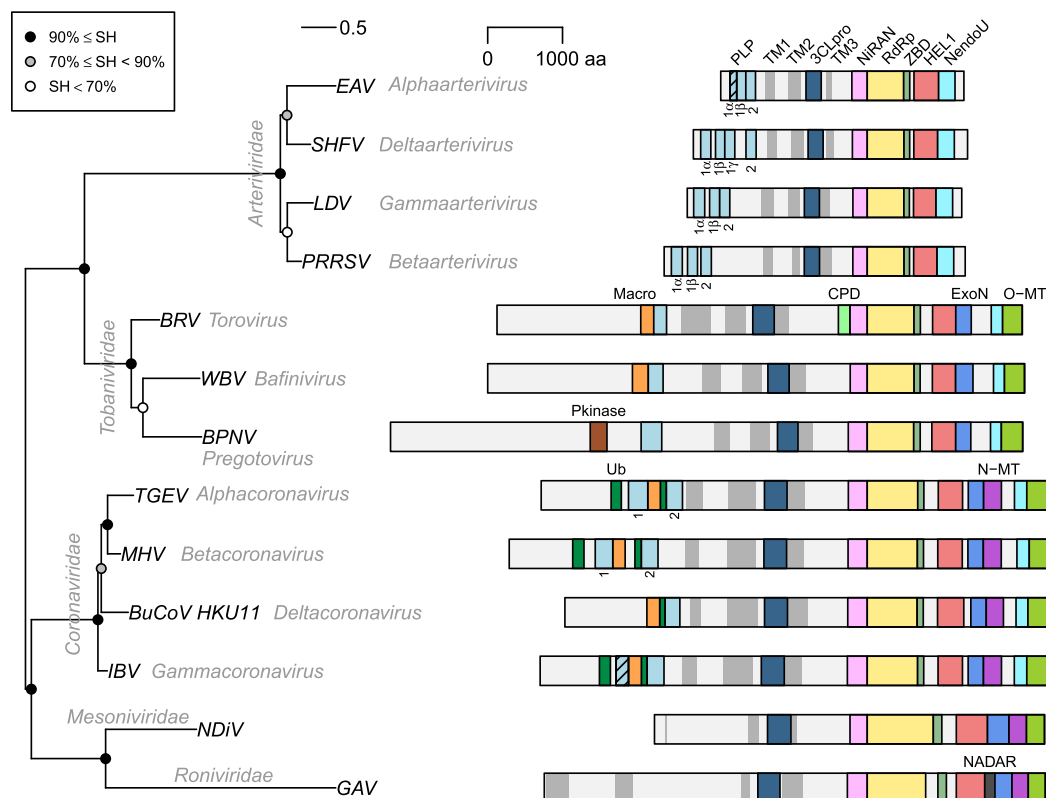 90% ≤ SH
70% ≤ SH < 90%
SH < 70%
0.5
0 1000 aa
PLP TM1 TM2 3CLpro TM3 NiRAN RdRp ZBD HEL1 NendoU
EAV Alphaarterivirus
1α 1β 2
SHFV Deltaarterivirus
1α 1β 1γ 2
Arteriviridae
LDV Gammaarterivirus
1α 1β 2
PRRSV Betaarterivirus
1α 1β 2
Macro CPD ExoN O−MT
BRV Torovirus
Tobaniviridae
WBV Bafinivirus
Pkinase
BPNV
Pregotovirus
Ub N−MT
TGEV Alphacoronavirus
1 2
MHV Betacoronavirus
1 2
Coronaviridae
BuCoV HKU11 Deltacoronavirus
IBV Gammacoronavirus
Mesoniviridae
NDiV
NADAR
Roniviridae
GAV